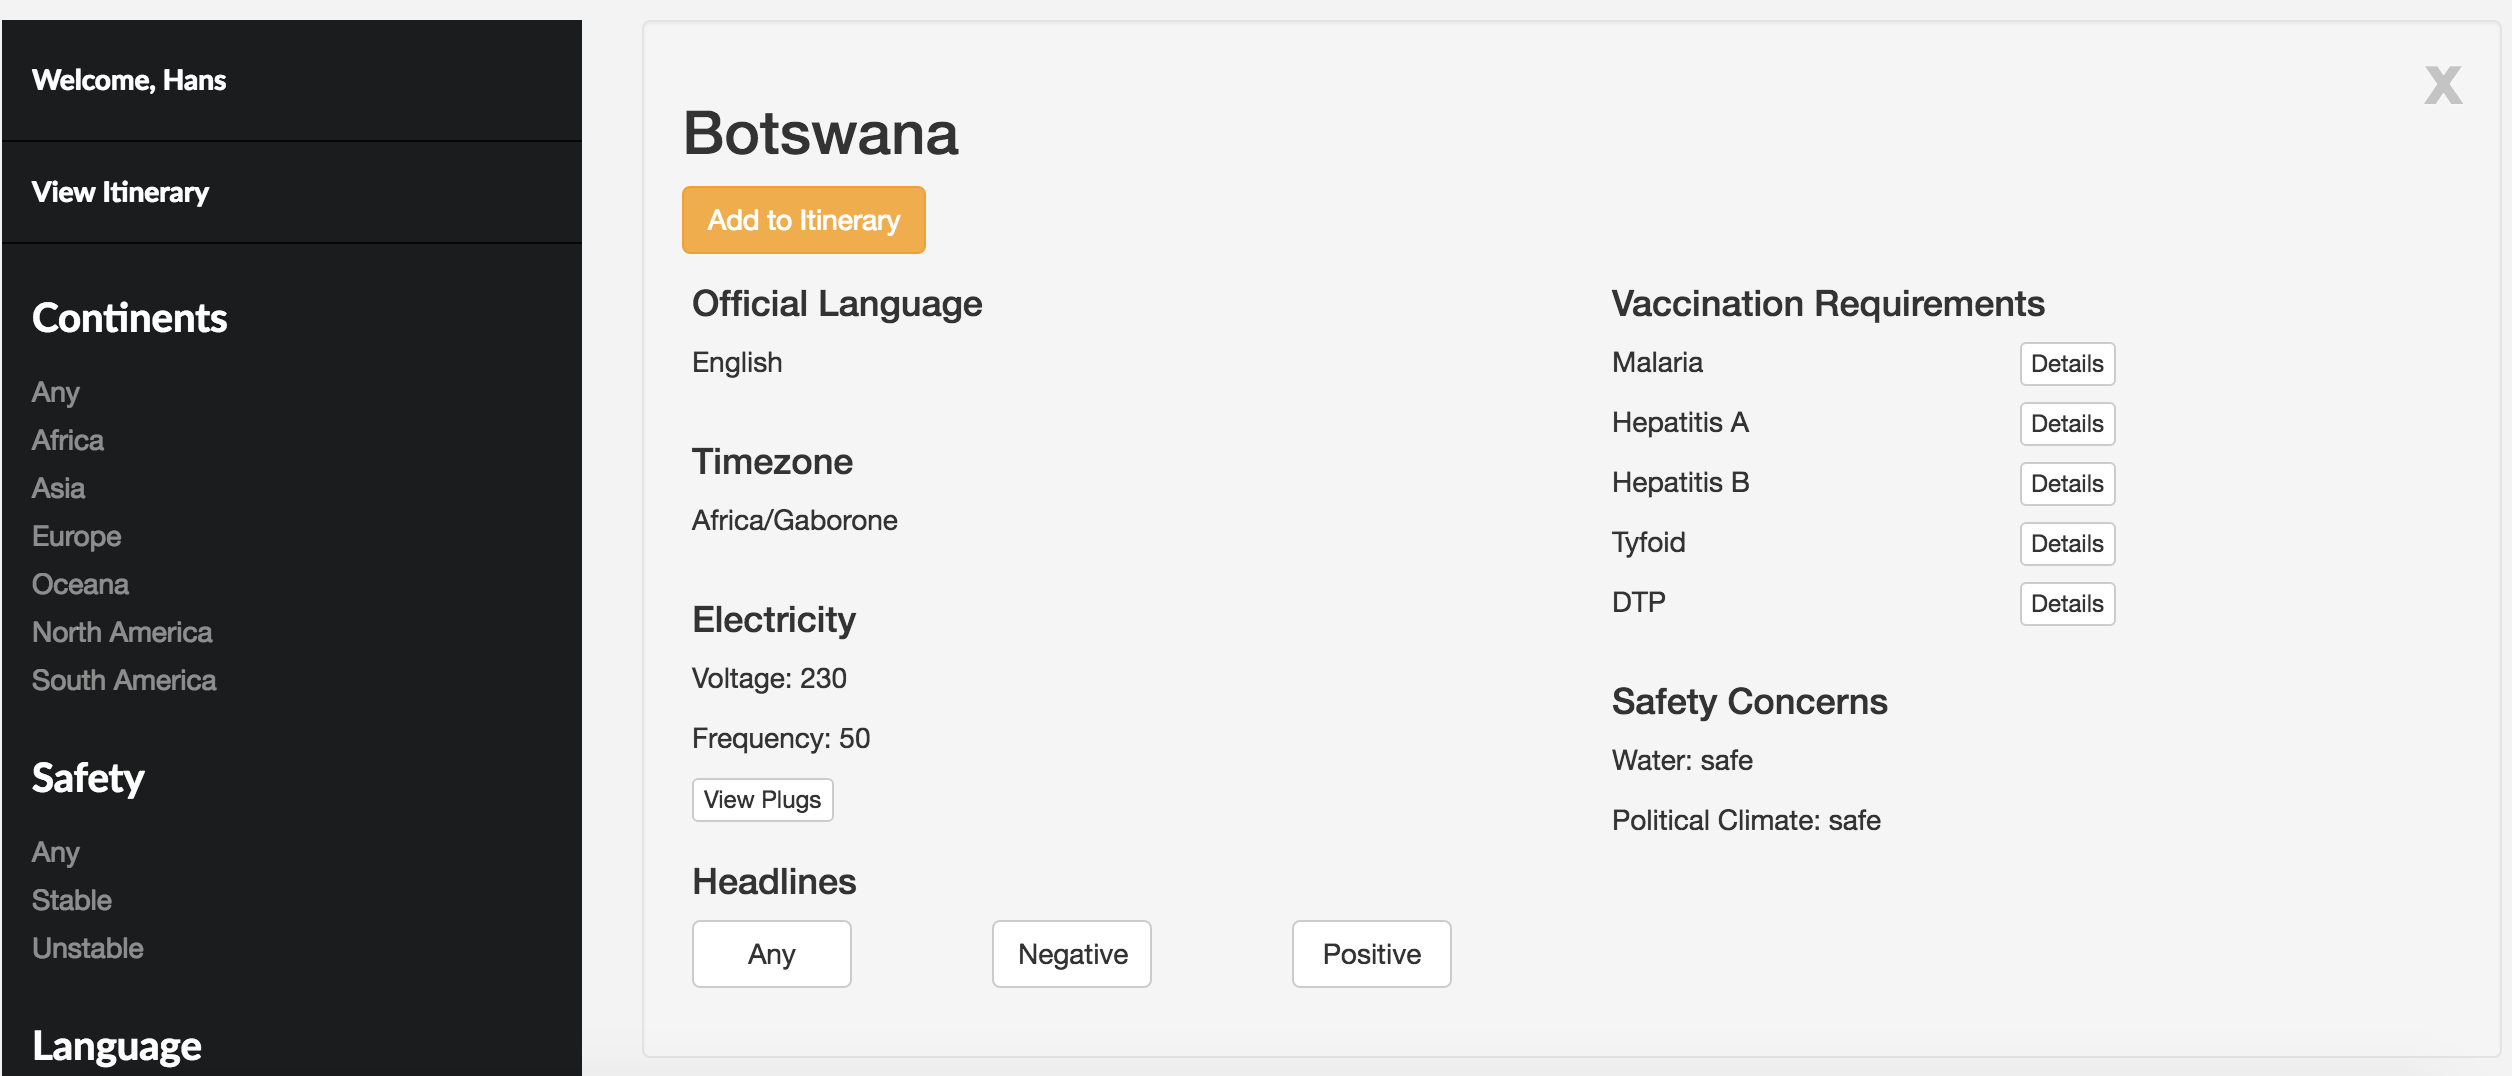 Welcome, Hans
View Itinerary
Continents
Any
Africa
Asia
Europe
Oceana
North America
South America
Safety
Any
Stable
Unstable
Language
X
Botswana
Add to Itinerary
Official Language
English
Timezone
Africa/Gaborone
Electricity
Voltage: 230
Frequency: 50
View Plugs
Headlines
Any Negative Positive
Vaccination Requirements
Malaria Details
Hepatitis A Details
Hepatitis B Details
Tyfoid Details
DTP Details
Safety Concerns
Water: safe
Political Climate: safe